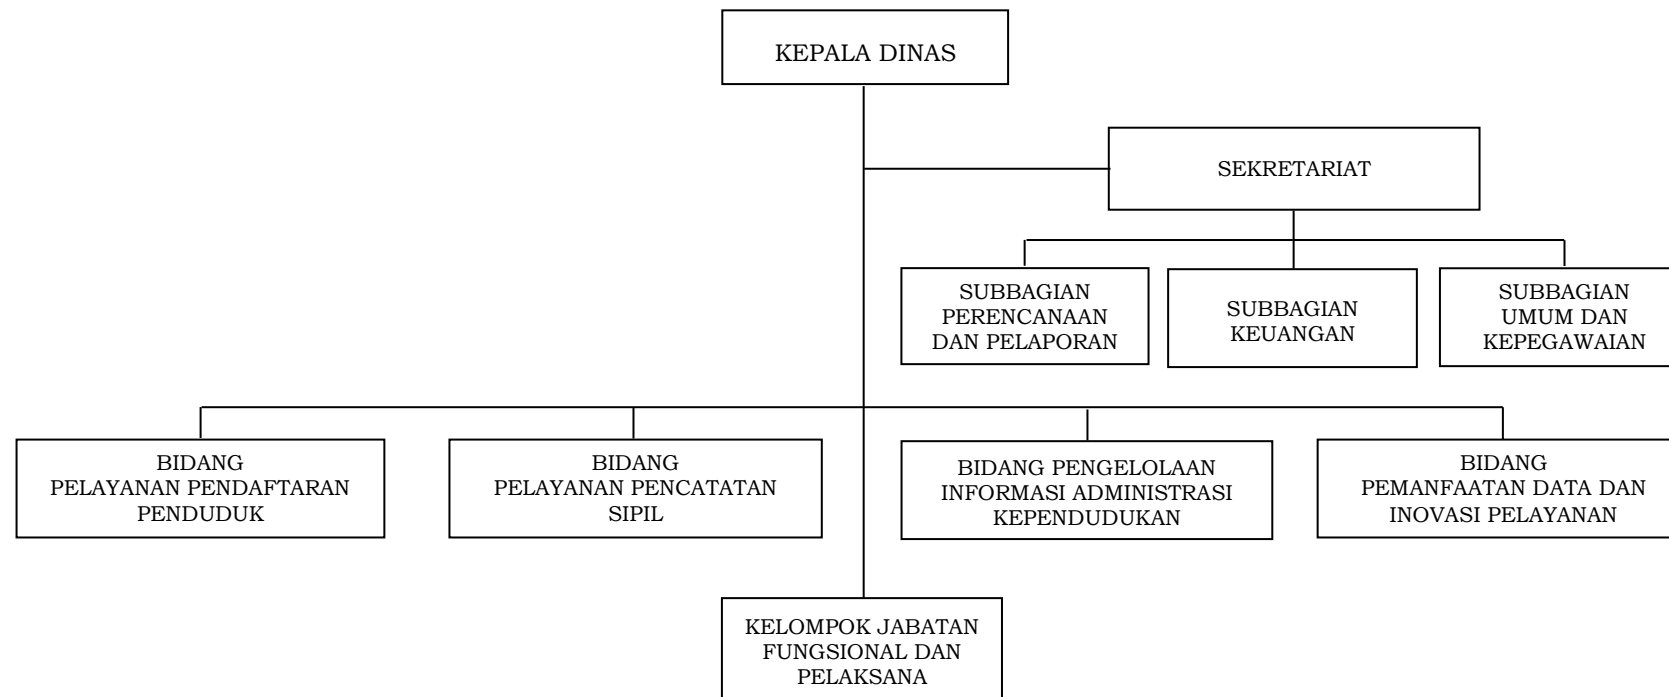 KEPALA DINAS
SEKRETARIAT
SUBBAGIAN
PERENCANAAN
DAN PELAPORAN
SUBBAGIAN
KEUANGAN
SUBBAGIAN
UMUM DAN
KEPEGAWAIAN
BIDANG
PELAYANAN PENDAFTARAN
PENDUDUK
BIDANG
PELAYANAN PENCATATAN
SIPIL
BIDANG PENGELOLAAN
INFORMASI ADMINISTRASI
KEPENDUDUKAN
BIDANG
PEMANFAATAN DATA DAN
INOVASI PELAYANAN
KELOMPOK JABATAN
FUNGSIONAL DAN
PELAKSANA